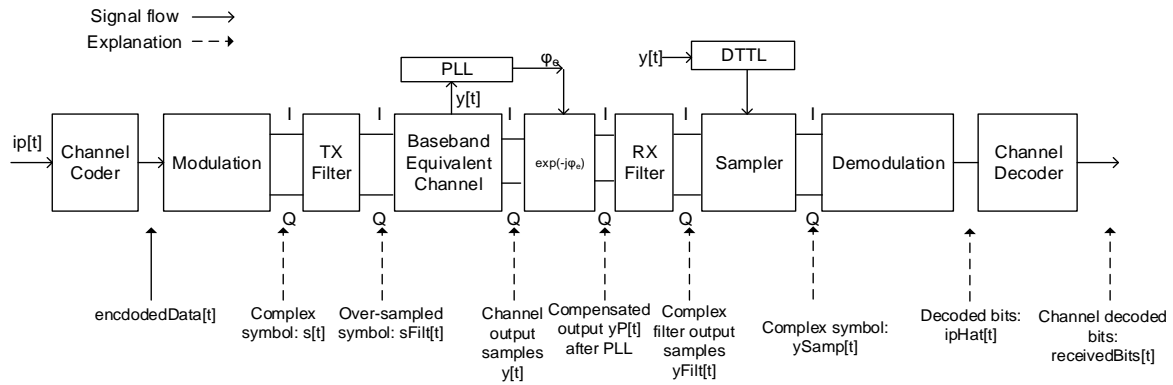 Signal flow
Explanation
PLL
φe
y[t]
y[t]
DTTL
ip[t]
Channel
Coder
Modulation
I
Q
TX
Filter
I
Q
Baseband
Equivalent
Channel
I
Q
exp(-jφe)
I
Q
RX
Filter
I
Q
Sampler
I
Q
Demodulation
Channel
Decoder
encdodedData[t]
Complex
symbol: s[t]
Over-sampled
symbol: sFilt[t]
Channel
output
samples
y[t]
Compensated
output yP[t]
after PLL
Complex
filter output
samples
yFilt[t]
Complex symbol:
ySamp[t]
Decoded bits:
ipHat[t]
Channel decoded
bits:
receivedBits[t]